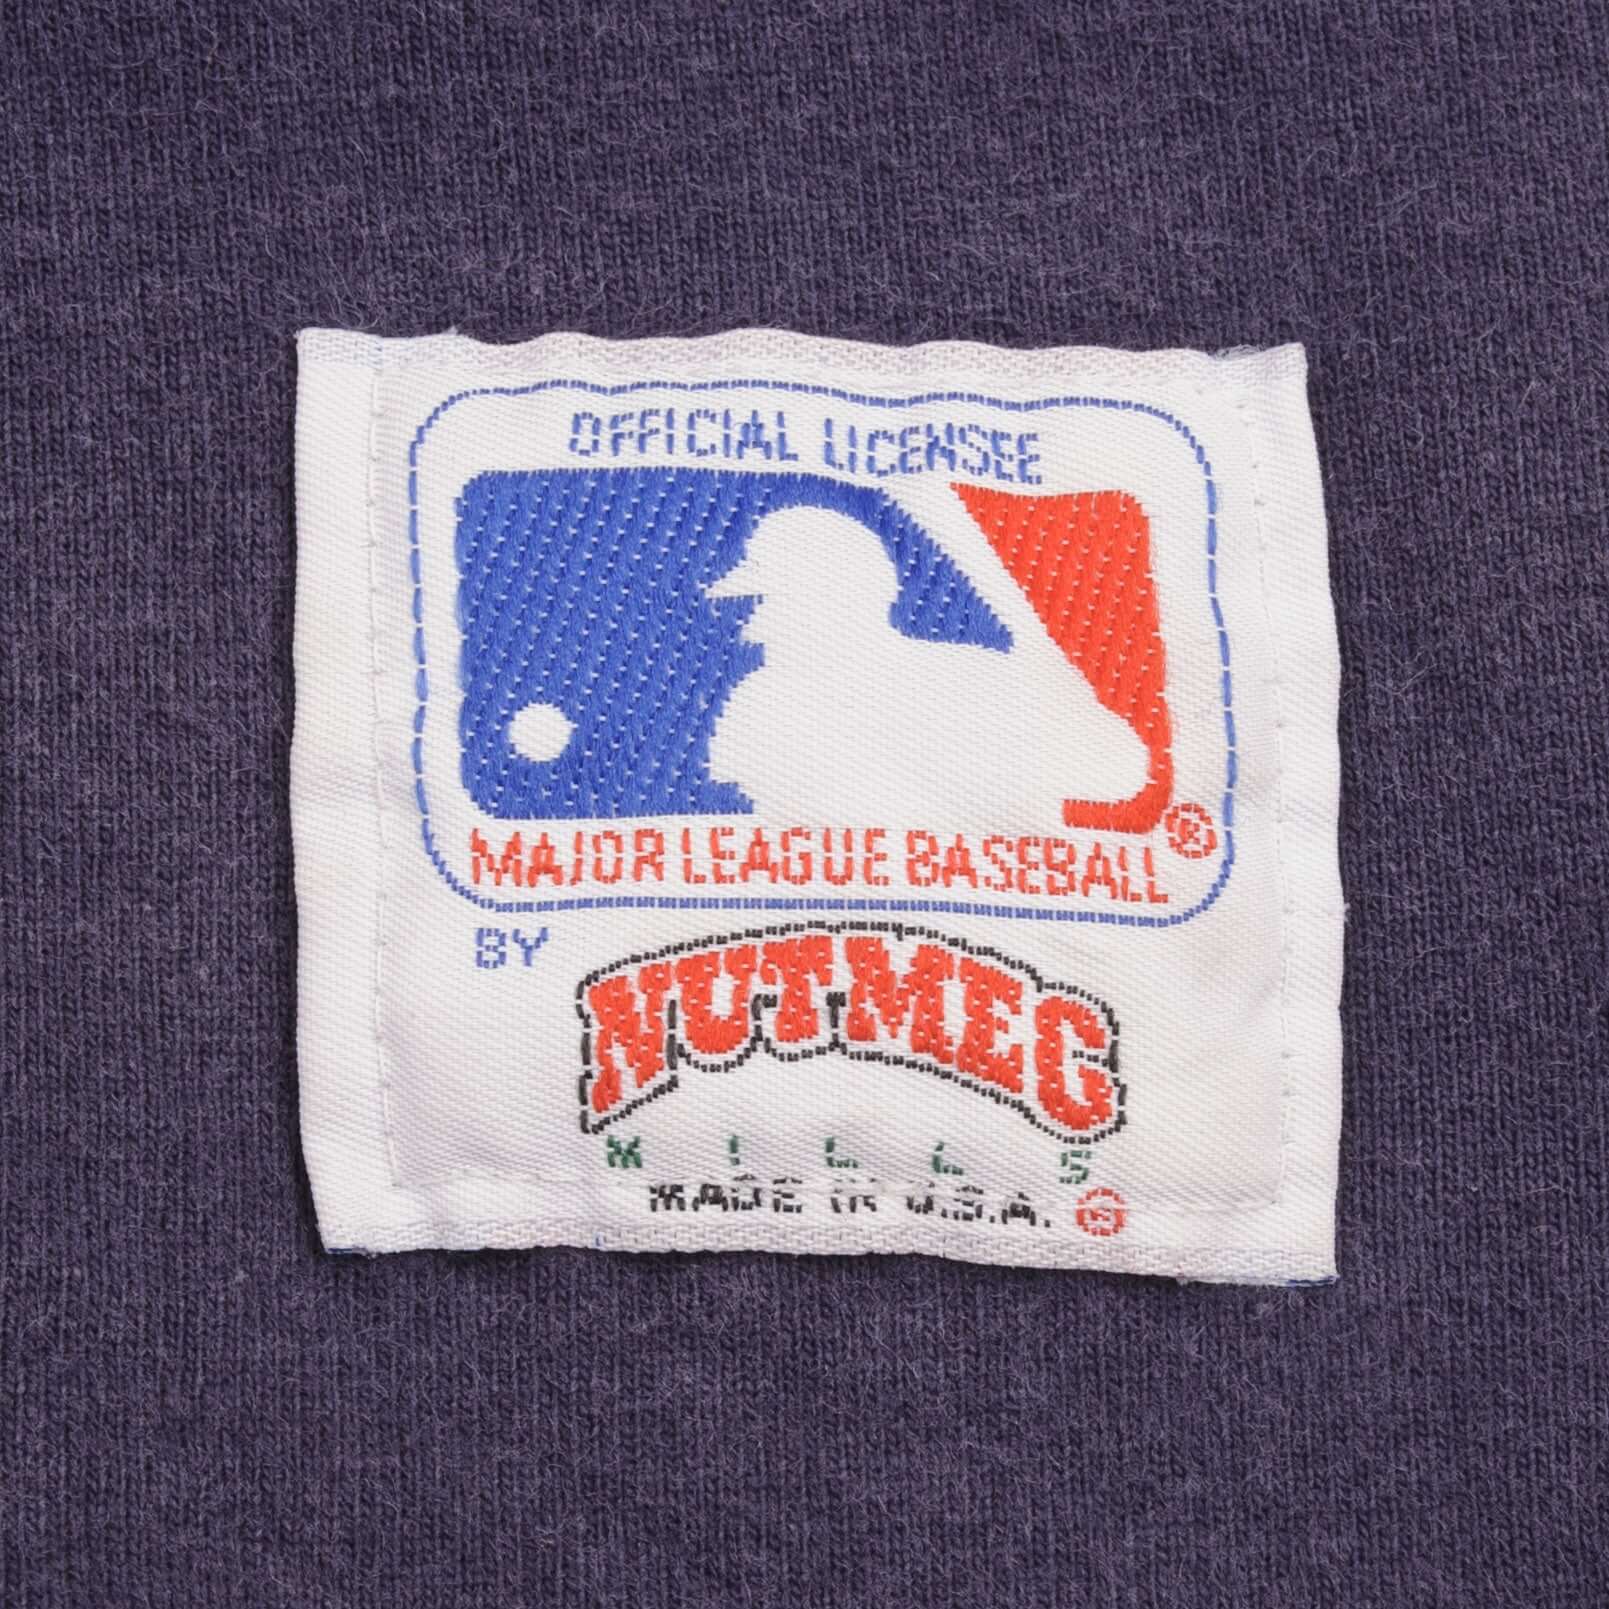 OFFICIAL LICENSEE
MAJOR LEAGUE BASEBALL®
BY
NUTMEG
MILLS
MADE IN U.S.A. ®